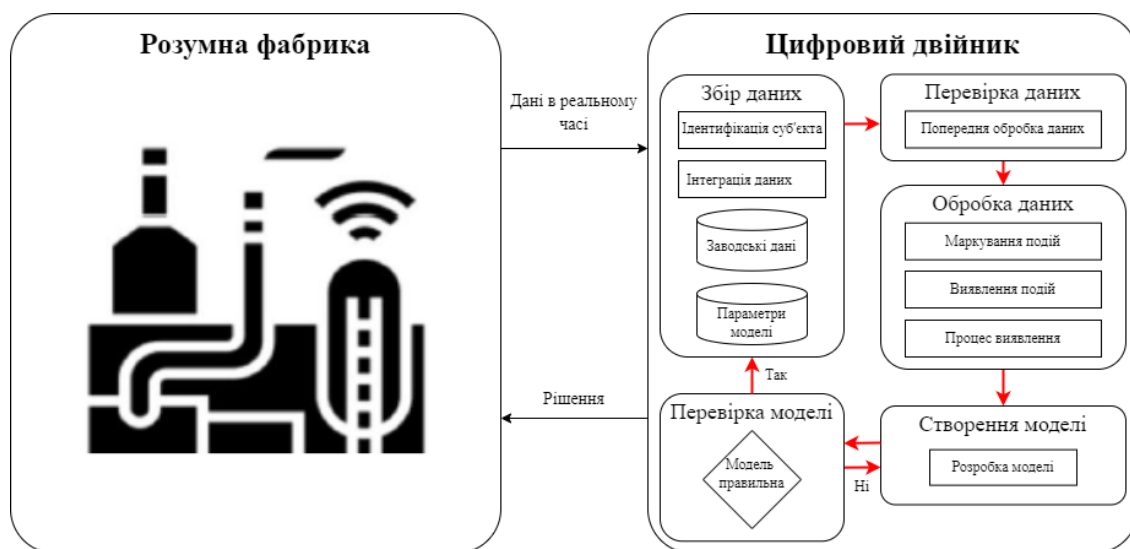 Розумна фабрика
Дані в реальному
часі
Рішення
Цифровий двійник
Збір даних
Ідентифікація суб'єкта
Інтеграція даних
Заводські дані
Параметри
моделі
Перевірка даних
Попередня обробка даних
Обробка даних
Маркування подій
Виявлення подій
Процес виявлення
Створення моделі
Розробка моделі
Перевірка моделі
Модель
правильна
Так
Ні